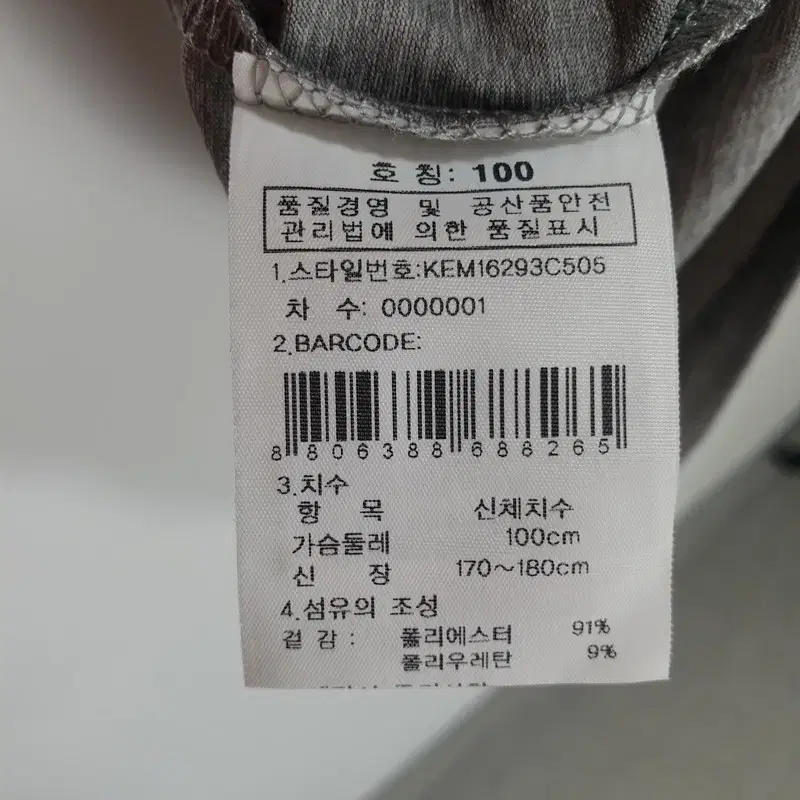 호 칭: 100
품질경영 및 공산품안전
관리법에 의한 품질표시
1.스타일번호:KEM16293C505
차 수: 0000001
2.BARCODE:
8 806388 688265
3.치수
항 목 신체치수
가슴둘레 100cm
신 장 170~180cm
4.섬유의 조성
겉 감 : 폴리에스터 91%
폴리우레탄 9%